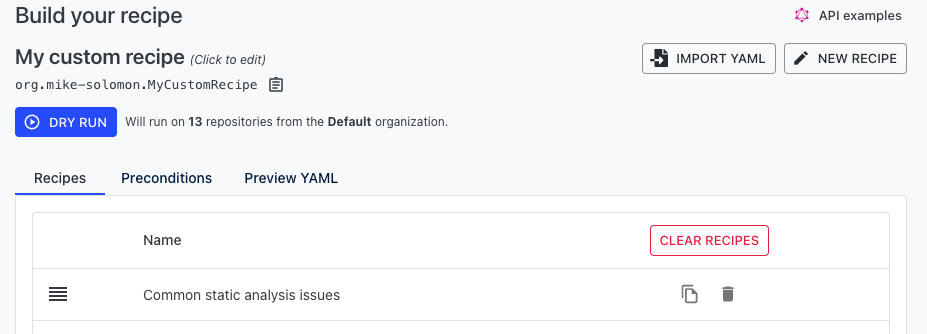 Build your recipe
API examples
My custom recipe (Click to edit)
IMPORT YAML
NEW RECIPE
org.mike-solomon.MyCustomRecipe
DRY RUN
Will run on 13 repositories from the Default organization.
Recipes
Preconditions
Preview YAML
Name
CLEAR RECIPES
Common static analysis issues